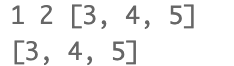 1 2 [3, 4, 5]
[3, 4, 5]